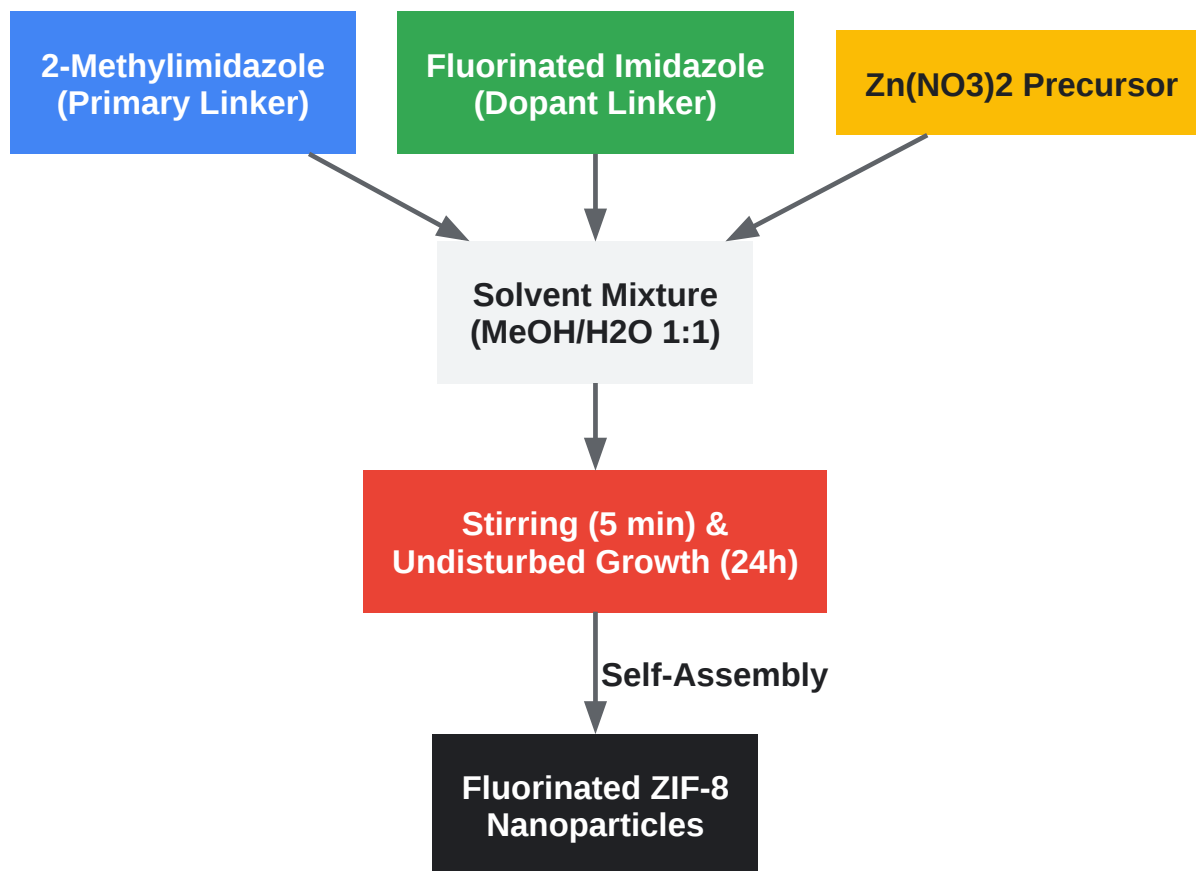 2-Methylimidazole
(Primary Linker)
Fluorinated Imidazole
(Dopant Linker)
Zn(NO3)2 Precursor
Solvent Mixture
(MeOH/H2O 1:1)
Stirring (5 min) &
Undisturbed Growth (24h)
Self-Assembly
Fluorinated ZIF-8
Nanoparticles